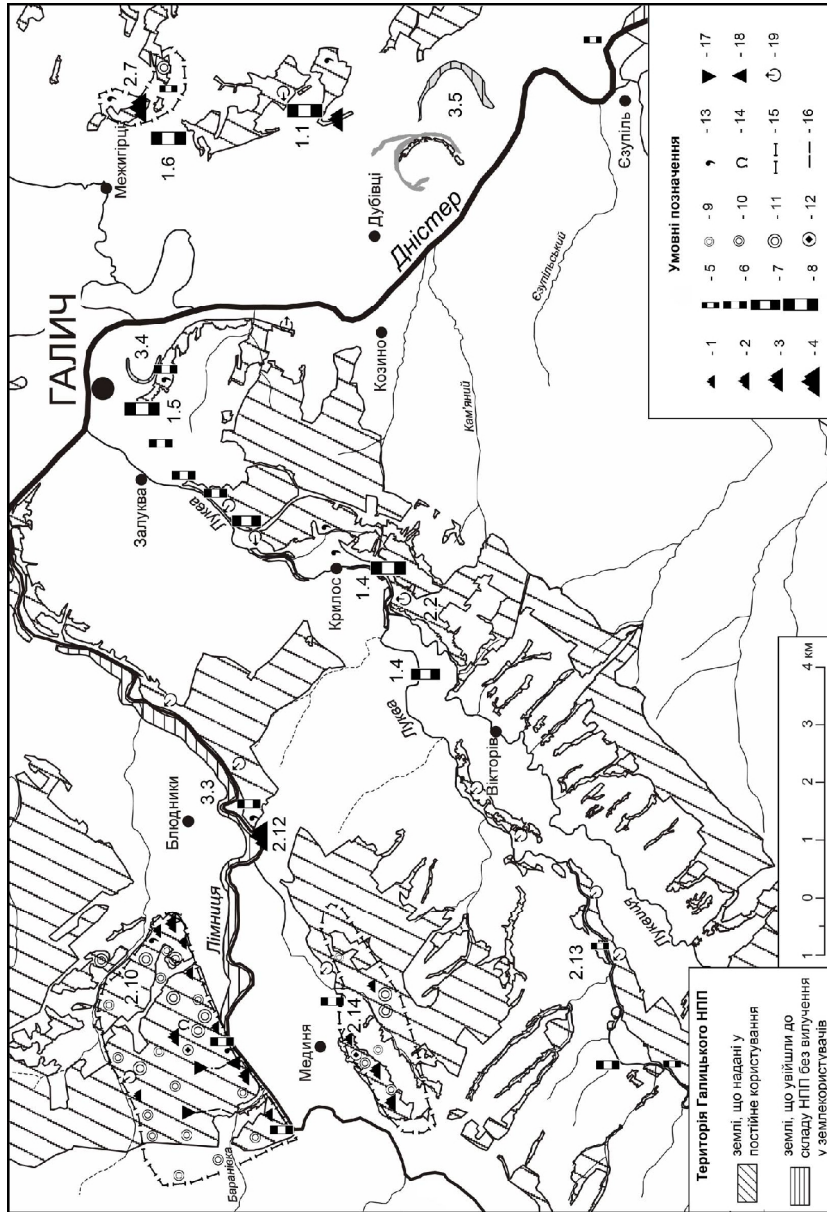 ГАЛИЧ
Межигірці
2.7
2.10
Залуква
3.4
Блюдники
1.6
1.5
3.3
Лімниця
Луква
Баранівка
2.12
1.1
Мединя
Крилос
2.14
1.4
Дубівці
Козино
1.4
Луква
Дністер
2.2
3.5
Кам'яний
Вікторів
Єзупільський
2.13
Єзупіль
Луквиця
Територія Галицького НПП
землі, що надані у
постійне користування
землі, що увійшли до
складу НПП без вилучення
у землекористувачів
1 0 1 2 3 4 км
Умовні позначення
- 1 - 5 - 9 - 13 - 17
- 2 - 6 - 10 - 14 - 18
- 3 - 7 - 11 - 15 - 19
- 4 - 8 - 12 - 16